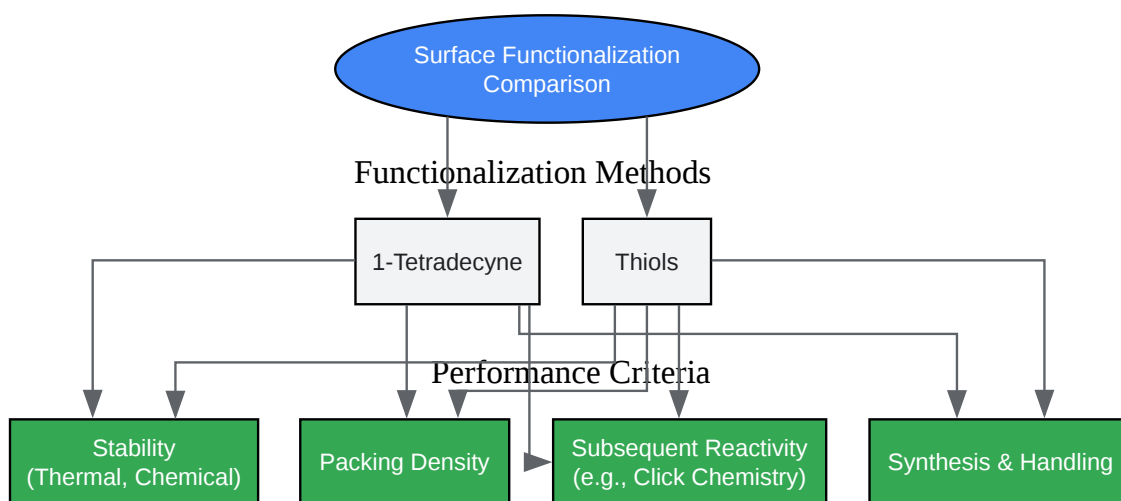 Surface Functionalization
Comparison
Functionalization Methods
1-Tetradecyne
Thiols
Performance Criteria
Stability
(Thermal, Chemical)
Packing Density
Subsequent Reactivity
(e.g., Click Chemistry)
Synthesis & Handling